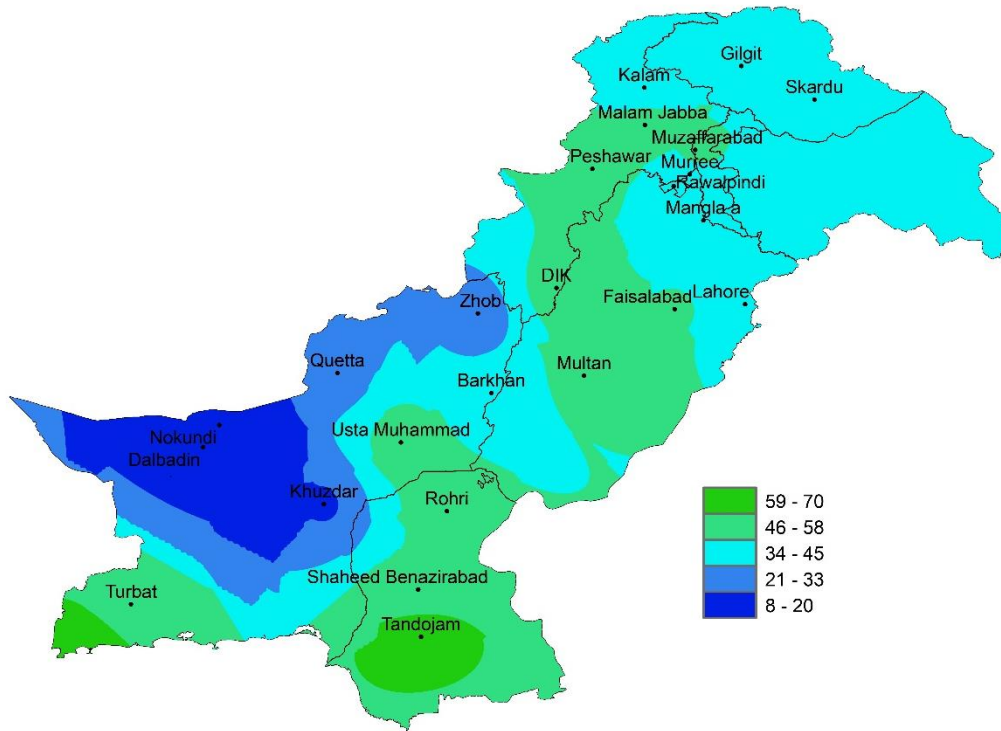 Gilgit
Kalam
Skardu
Malam Jabba
Muzaffarabad
Peshawar
Murree
Rawalpindi
Mangla a
DIK
Zhob
Faisalabad
Lahore
Quetta
Multan
Barkhan
Usta Muhammad
Nokundi
Dalbadin
Khuzdar
Rohri
59 - 70
46 - 58
34 - 45
21 - 33
8 - 20
Shaheed Benazirabad
Turbat
Tandojam